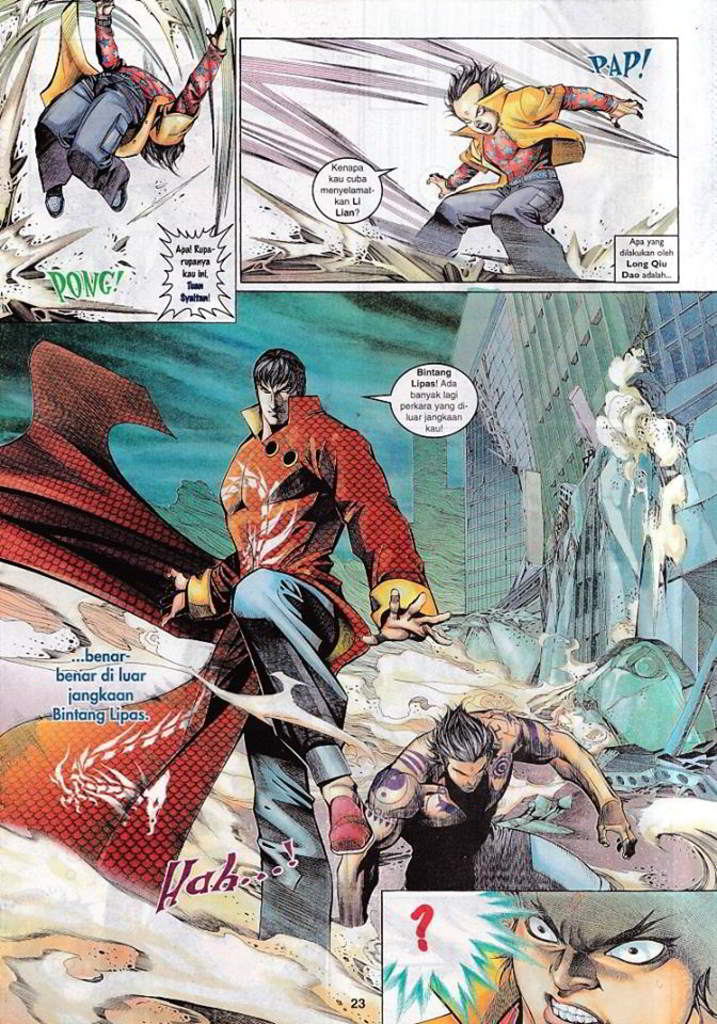 PONG!
Apa! Rupa-
rupanya
kau ini,
Tuan
Syaitan!
PAP!
Kenapa
kau cuba
menyelamat-
kan Li
Lian?
Apa yang
dilakukan oleh
Long Qiu
Dao adalah...
Bintang
Lipas! Ada
banyak lagi
perkara yang di-
luar jangkaan
kau!
...benar-
benar di luar
jangkaan
Bintang Lipas.
Hah...!
?
23